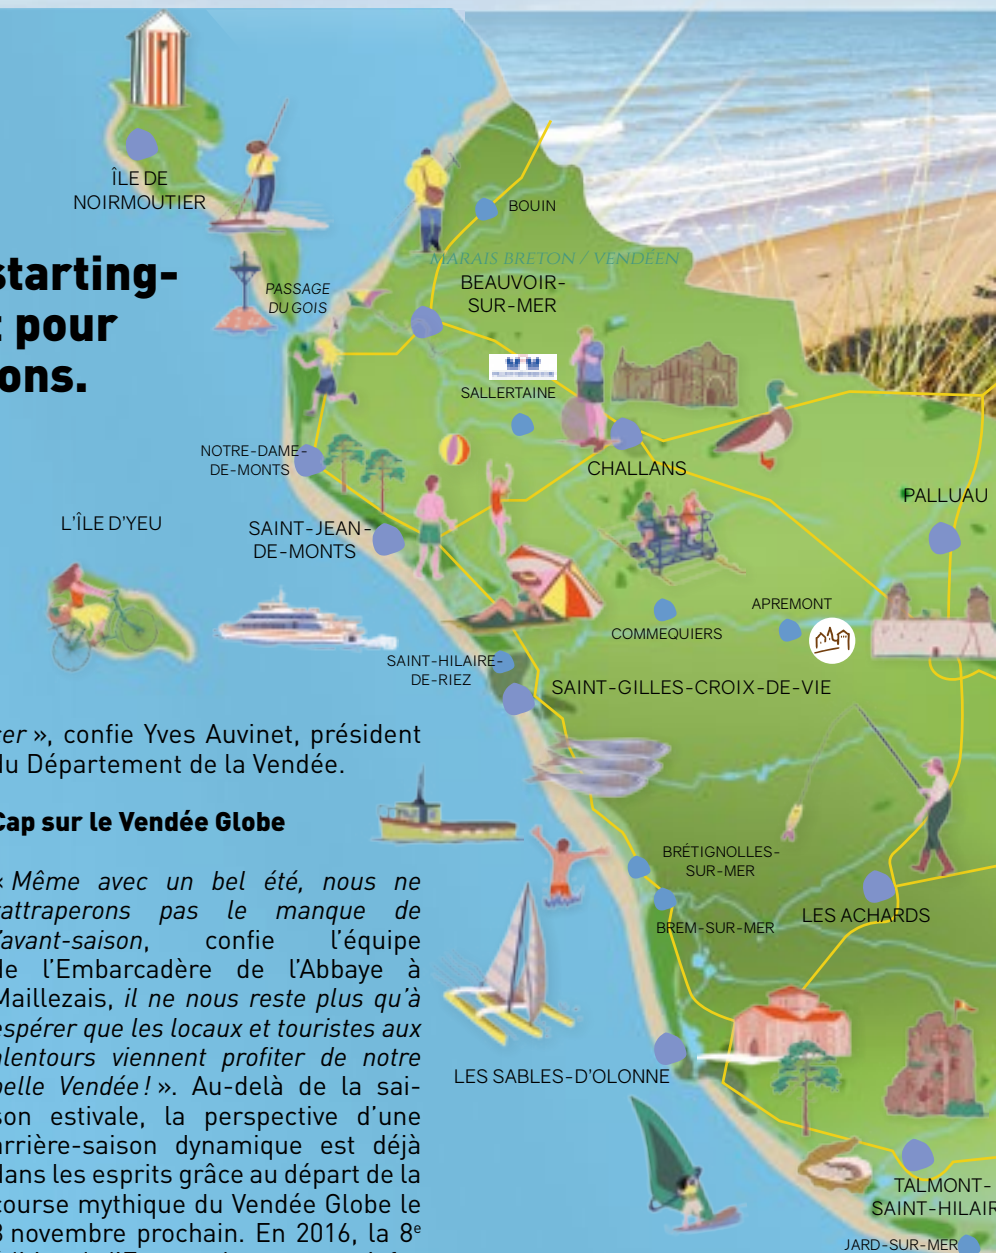 ÎLE DE
NOIRMOUTIER
BOUIN
MARAIS BRETON / VENDÉEN
BEAUVOIR-
SUR-MER
PASSAGE
DU GOIS
starting-
pour
ons.
SALLERTAINE
NOTRE-DAME-
DE-MONTS
CHALLANS
PALLUAU
L'ÎLE D'YEU
SAINT-JEAN-
DE-MONTS
APREMONT
COMMEQUIERS
SAINT-HILAIRE-
DE-RIEZ
SAINT-GILLES-CROIX-DE-VIE
cer », confie Yves Auvinet, président
du Département de la Vendée.
Cap sur le Vendée Globe
« Même avec un bel été, nous ne
rattraperons pas le manque de
l'avant-saison, confie l'équipe
de l'Embarcadère de l'Abbaye à
Maillezais, il ne nous reste plus qu'à
espérer que les locaux et touristes aux
alentours viennent profiter de notre
belle Vendée ! ». Au-delà de la sai-
son estivale, la perspective d'une
arrière-saison dynamique est déjà
dans les esprits grâce au départ de la
course mythique du Vendée Globe le
8 novembre prochain. En 2016, la 8e
BRÉTIGNOLLES-
SUR-MER
BREM-SUR-MER
LES ACHARDS
LES SABLES-D'OLONNE
TALMONT-
SAINT-HILAIR
JARD-SUR-MER